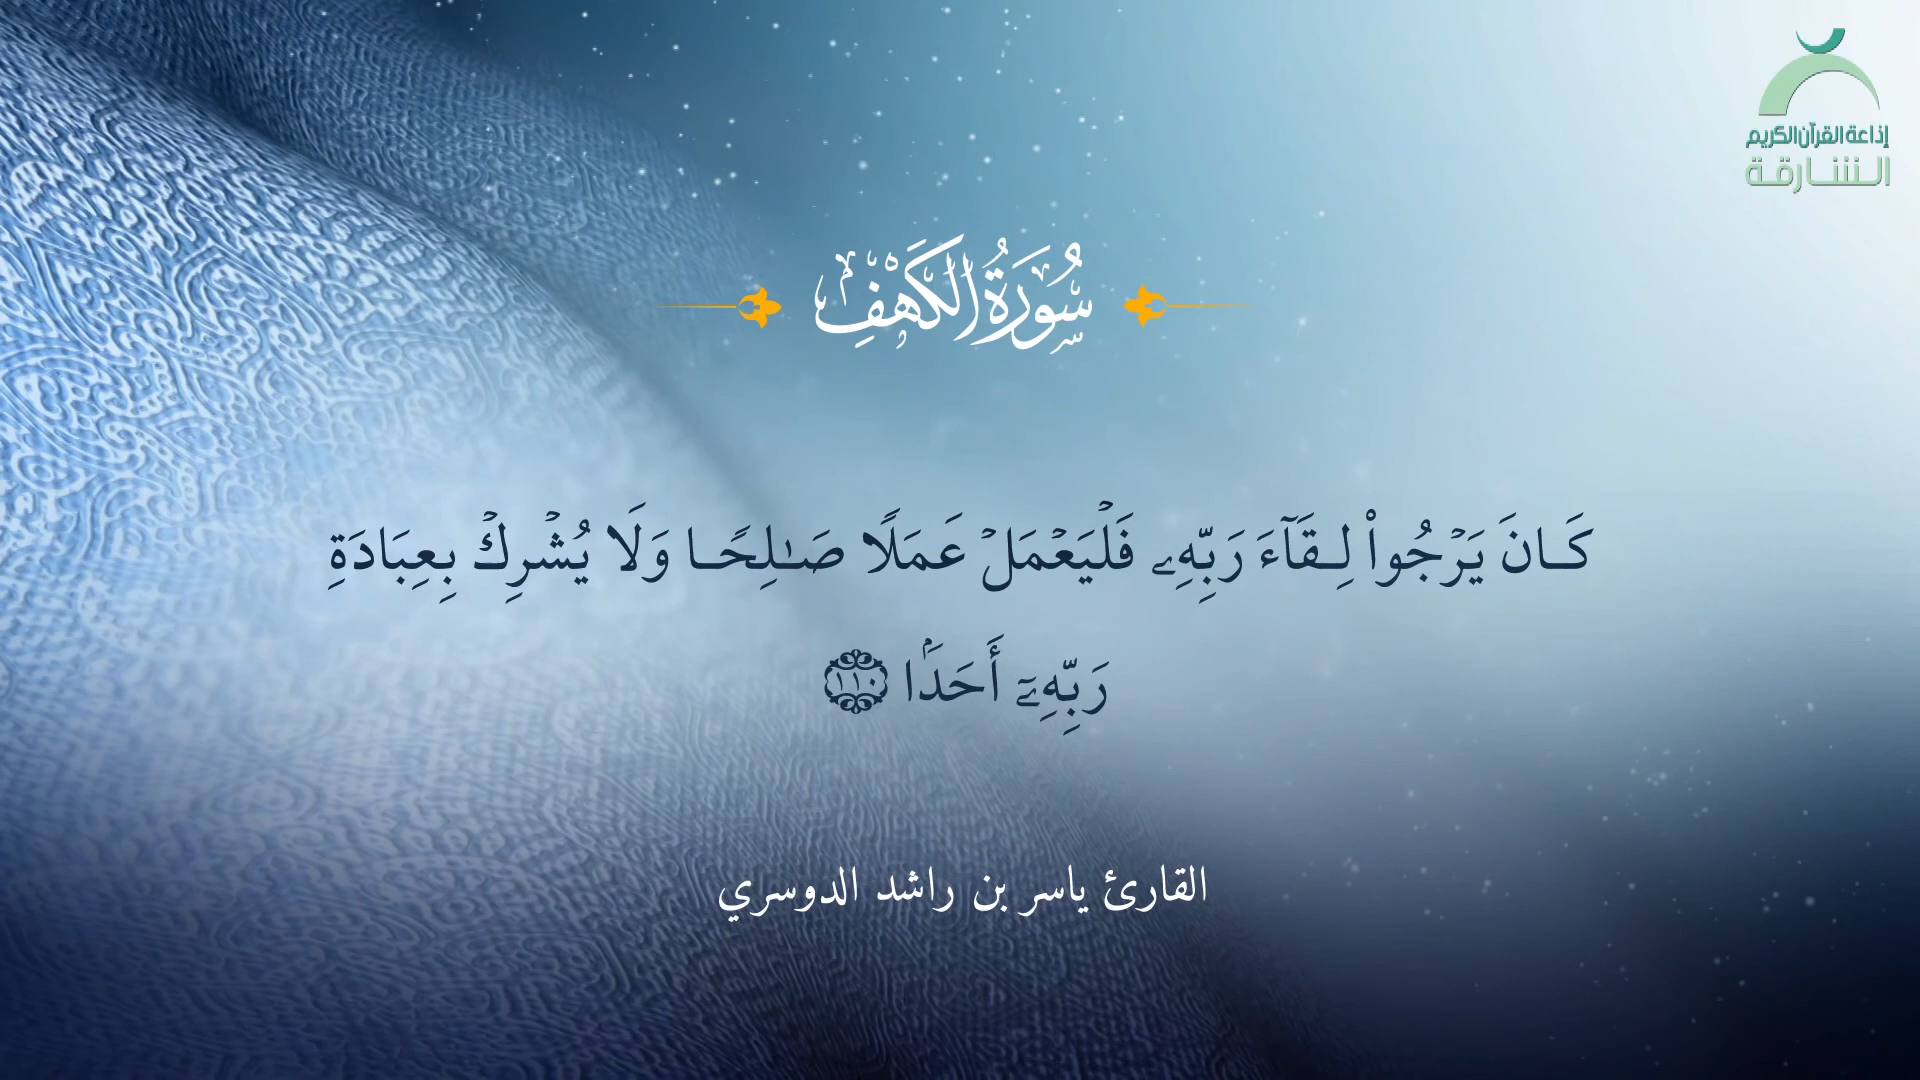 إذاعة القرآن الكريم
الشارقة
سُورَةُ الكَهْفِ
كَانَ يَرۡجُواْ لِقَآءَ رَبِّهِۦ فَلۡيَعۡمَلۡ عَمَلٗا صَٰلِحٗا وَلَا يُشۡرِكۡ بِعِبَادَةِ
رَبِّهِۦٓ أَحَدَۢا ١١٠
القارئ ياسر بن راشد الدوسري